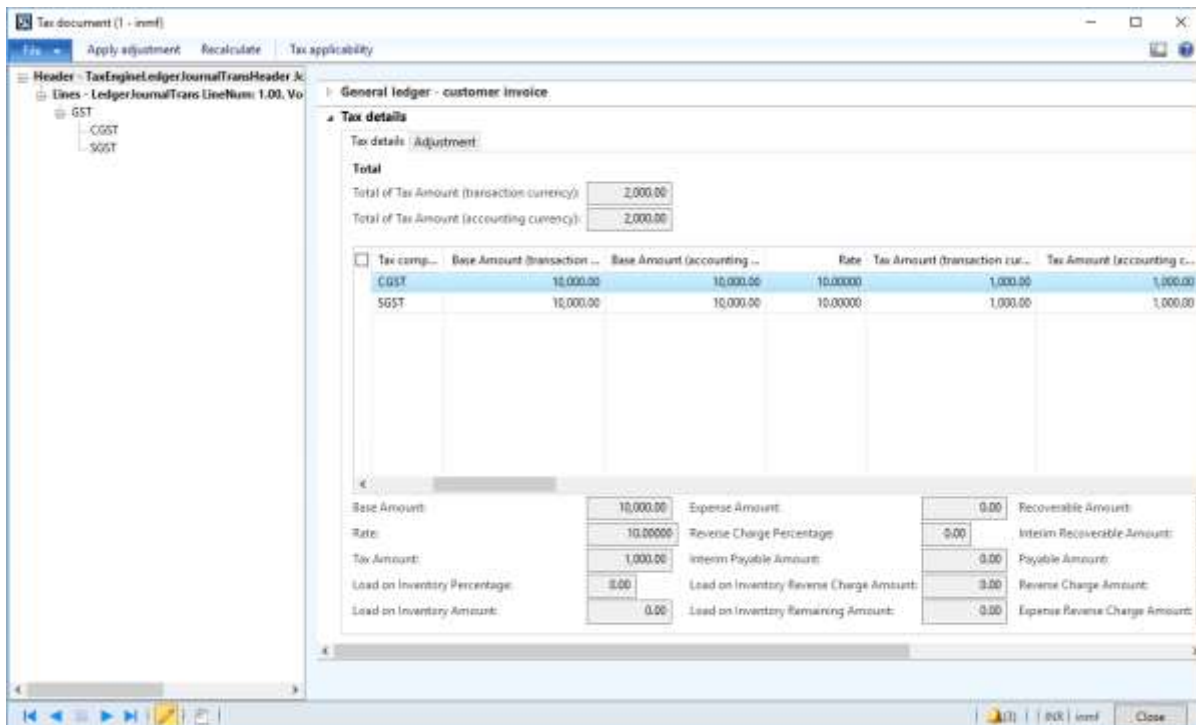 Tax document (1 - inmf)
File Apply adjustment Recalculate Tax applicability
Header - TaxEngineLedgerJournalTransHeader Jc
Lines - LedgerJournalTrans LineNum: 1.00, Vo
GST
CGST
SGST
General ledger - customer invoice
Tax details
Tax details Adjustment
Total
Total of Tax Amount (transaction currency): 2,000.00
Total of Tax Amount (accounting currency): 2,000.00
Tax comp... Base Amount (transaction ... Base Amount (accounting ... Rate Tax Amount (transaction cur... Tax Amount (accounting c...
CGST 10,000.00 10,000.00 10.00000 1,000.00 1,000.00
SGST 10,000.00 10,000.00 10.00000 1,000.00 1,000.00
Base Amount: 10,000.00 Expense Amount: 0.00 Recoverable Amount:
Rate: 10.00000 Reverse Charge Percentage 0.00 Interim Recoverable Amount:
Tax Amount: 1,000.00 Interim Payable Amount: 0.00 Payable Amount:
Load on Inventory Percentage: 0.00 Load on Inventory Reverse Charge Amount: 0.00 Reverse Charge Amount:
Load on Inventory Amount: 0.00 Load on Inventory Remaining Amount: 0.00 Expense Reverse Charge Amount:
(3) INR inmf Close